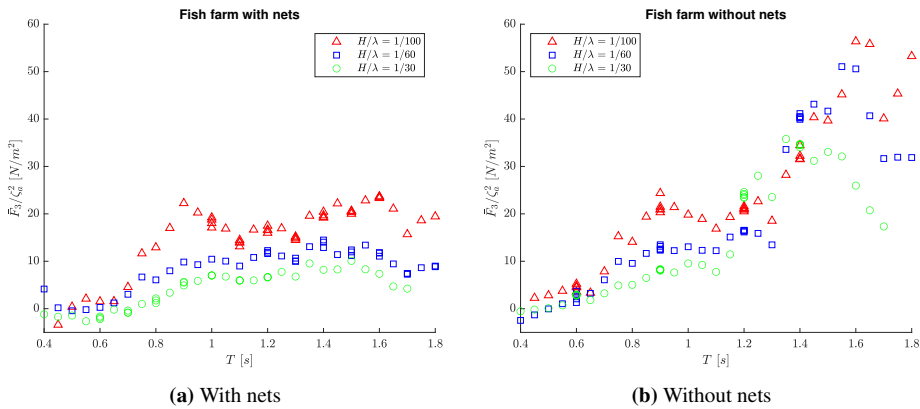 Fish farm with nets
60
50
40
30
20
10
0
F̄₃/ζₐ² [N/m²]
H/λ = 1/100
H/λ = 1/60
H/λ = 1/30
0.4 0.6 0.8 1 1.2 1.4 1.6 1.8
T [s]
(a) With nets
Fish farm without nets
60
50
40
30
20
10
0
F̄₃/ζₐ² [N/m²]
H/λ = 1/100
H/λ = 1/60
H/λ = 1/30
0.4 0.6 0.8 1 1.2 1.4 1.6 1.8
T [s]
(b) Without nets